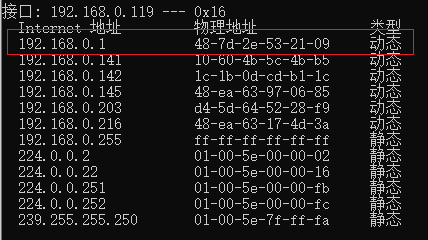 接口: 192.168.0.119 --- 0x16
Internet 地址 物理地址 类型
192.168.0.1 48-7d-2e-53-21-09 动态
192.168.0.141 10-60-4b-5c-4b-b5 动态
192.168.0.142 1c-1b-0d-cd-b1-1c 动态
192.168.0.145 48-ea-63-97-06-85 动态
192.168.0.203 d4-5d-64-52-28-f9 动态
192.168.0.216 48-ea-63-17-4d-3a 动态
192.168.0.255 ff-ff-ff-ff-ff-ff 静态
224.0.0.2 01-00-5e-00-00-02 静态
224.0.0.22 01-00-5e-00-00-16 静态
224.0.0.251 01-00-5e-00-00-fb 静态
224.0.0.252 01-00-5e-00-00-fc 静态
239.255.255.250 01-00-5e-7f-ff-fa 静态